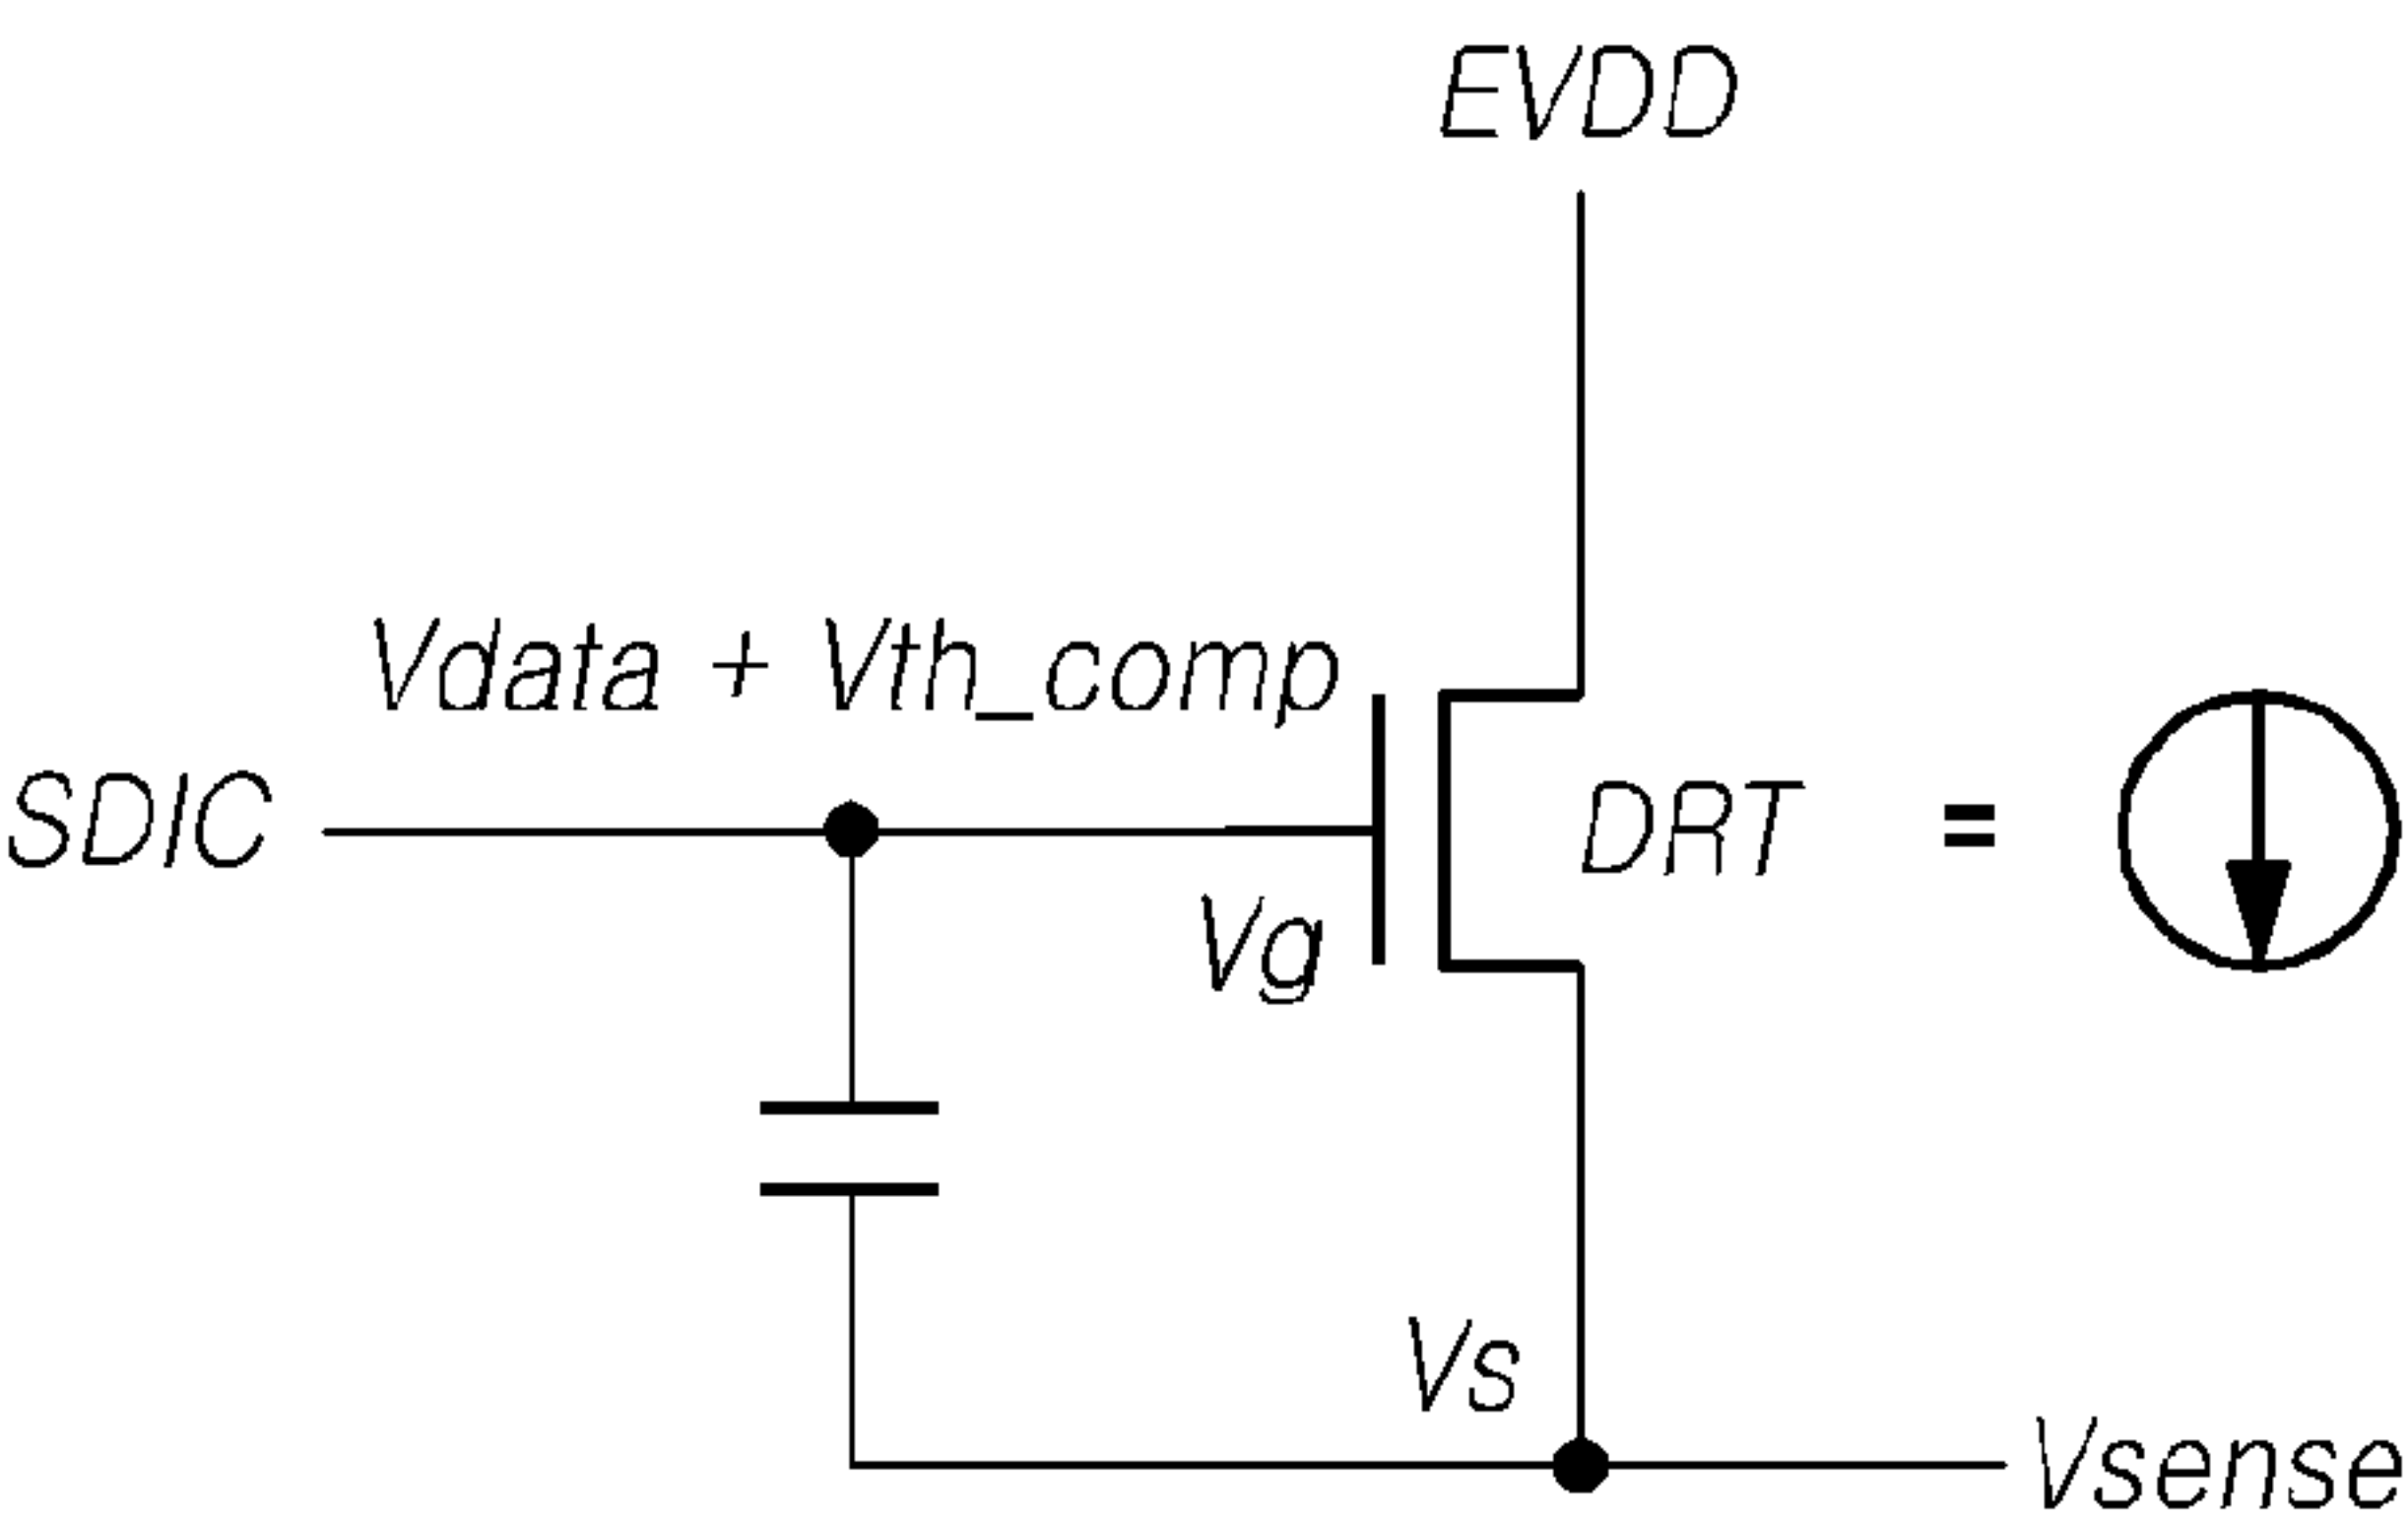 EVDD
Vdata + Vth_comp
SDIC
DRT =
Vg
Vs
Vsense